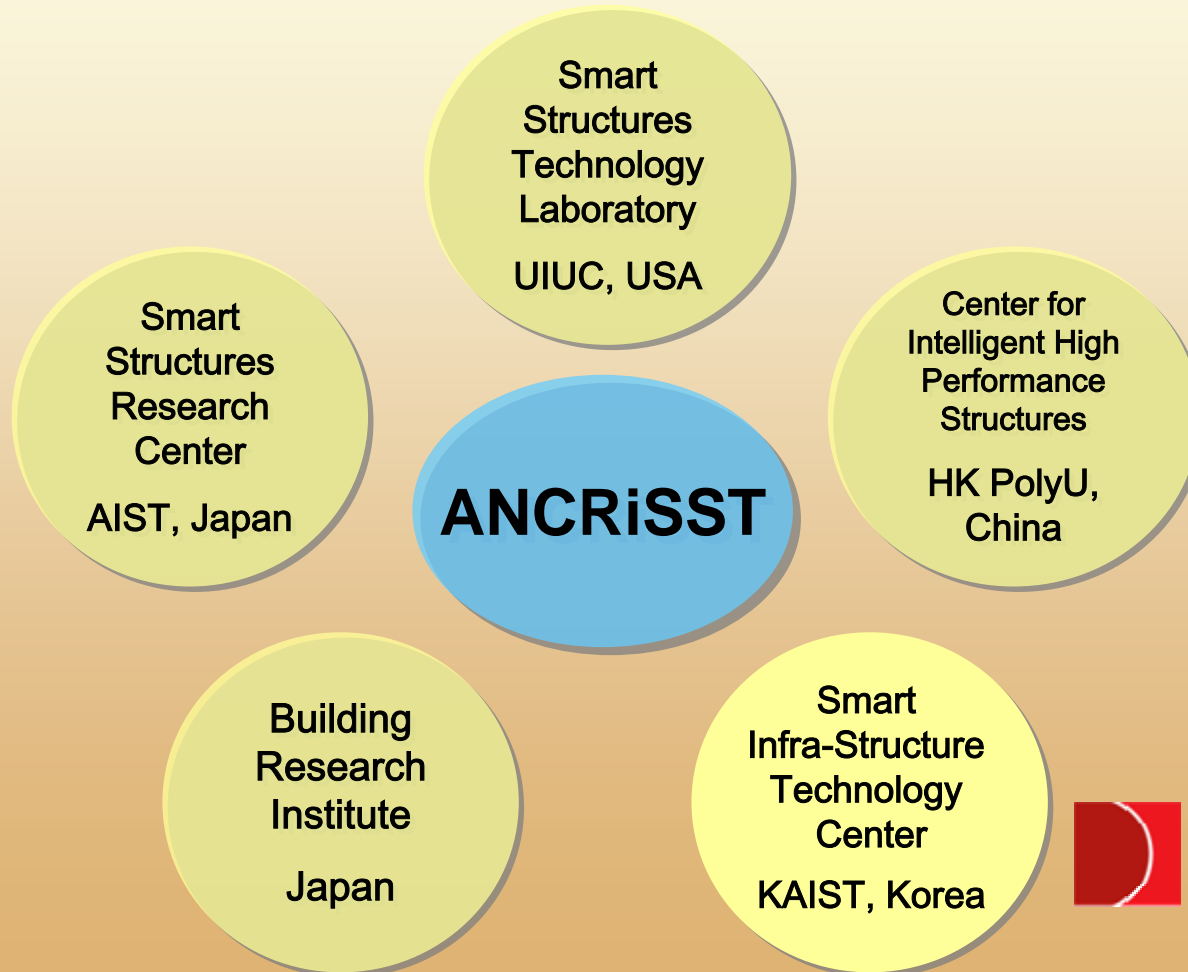 Smart
Structures
Technology
Laboratory
UIUC, USA
Smart
Structures
Research
Center
AIST, Japan
Center for
Intelligent High
Performance
Structures
HK PolyU,
China
ANCRiSST
Building
Research
Institute
Japan
Smart
Infra-Structure
Technology
Center
KAIST, Korea